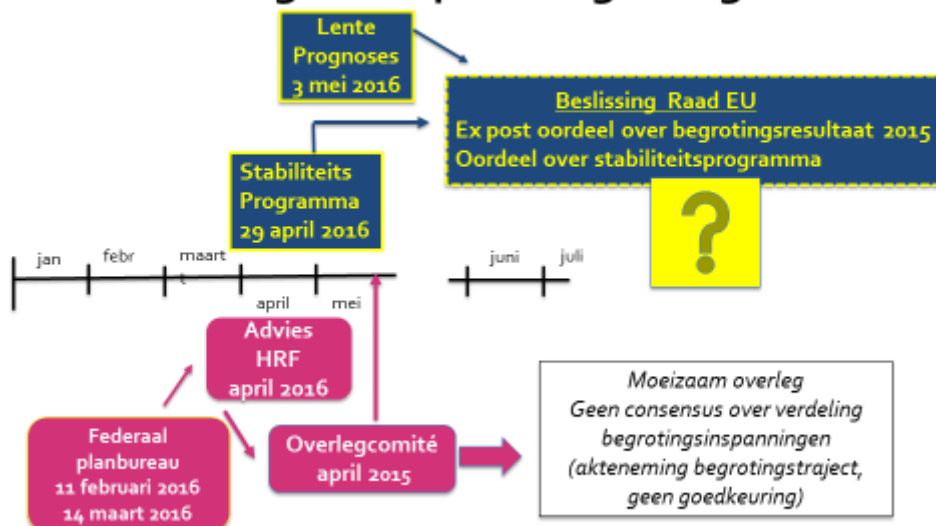 Lente
Prognoses
3 mei 2016
Beslissing Raad EU
Ex post oordeel over begrotingsresultaat 2015
Oordeel over stabiliteitsprogramma
Stabiliteits
Programma
29 april 2016
?
jan
febr
maart
t
april
mei
juni
juli
Advies
HRF
april 2016
Federaal
planbureau
11 februari 2016
14 maart 2016
Overlegcomité
april 2015
Moeizaam overleg
Geen consensus over verdeling
begrotingsinspanningen
(akteneming begrotingstraject,
geen goedkeuring)